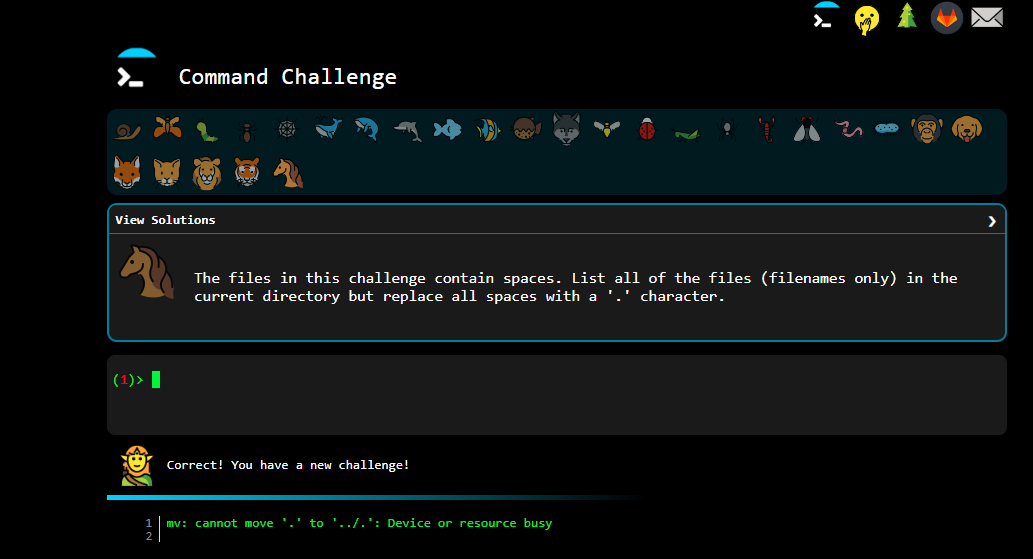 Command Challenge
View Solutions
The files in this challenge contain spaces. List all of the files (filenames only) in the
current directory but replace all spaces with a '.' character.
(1)>
Correct! You have a new challenge!
1 mv: cannot move '.' to '../.': Device or resource busy
2